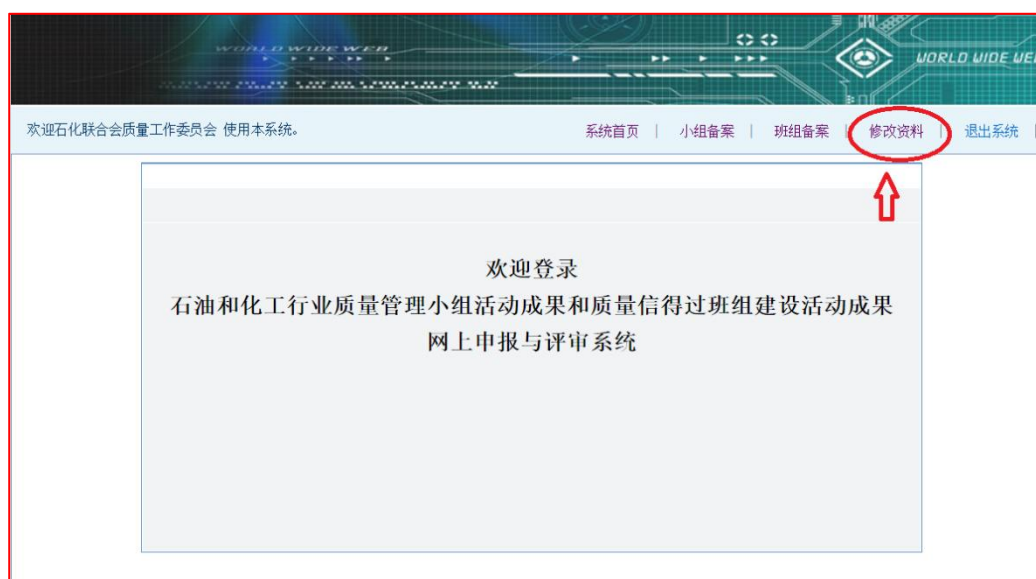 WORLD WIDE WEB
WORLD WIDE WE
欢迎石化联合会质量工作委员会 使用本系统。
系统首页 | 小组备案 | 班组备案 | 修改资料 | 退出系统 |
欢迎登录
石油和化工行业质量管理小组活动成果和质量信得过班组建设活动成果
网上申报与评审系统